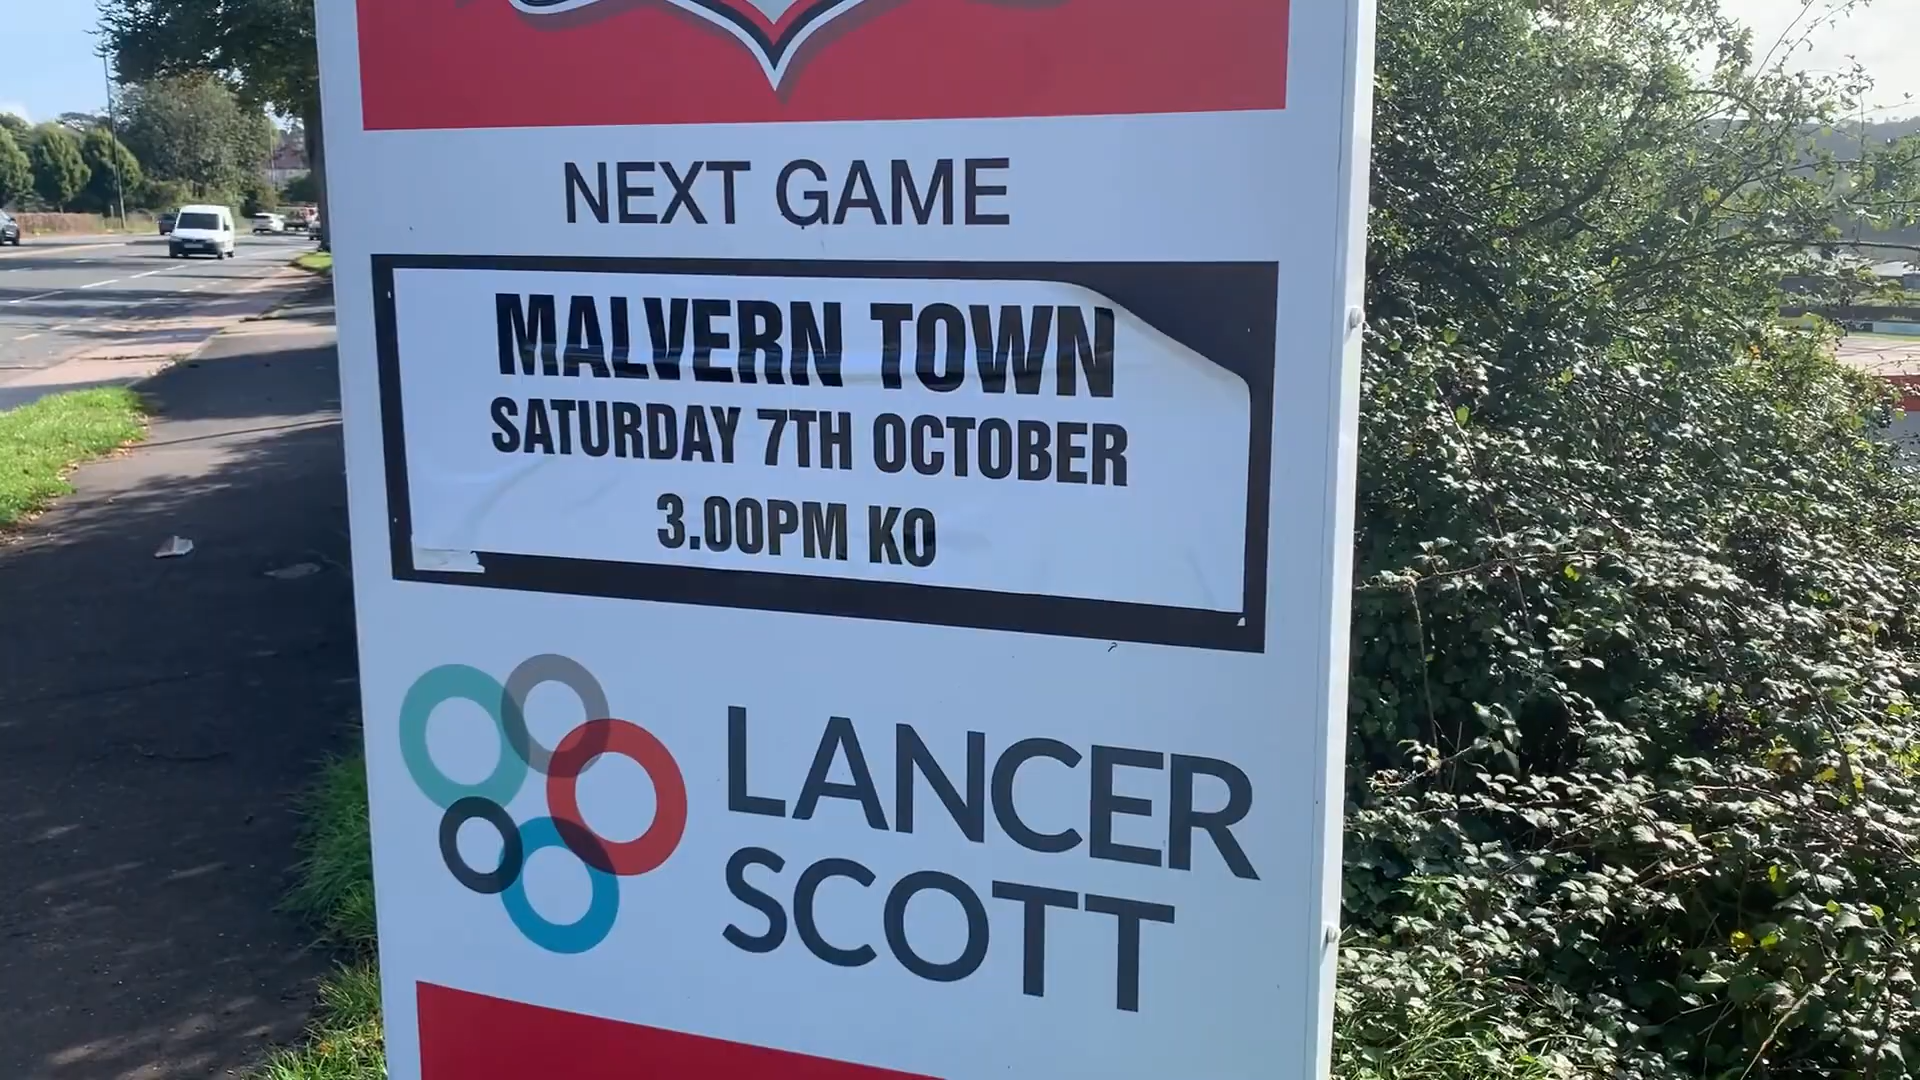 NEXT GAME
MALVERN TOWN
SATURDAY 7TH OCTOBER
3.00PM KO
LANCER
SCOTT